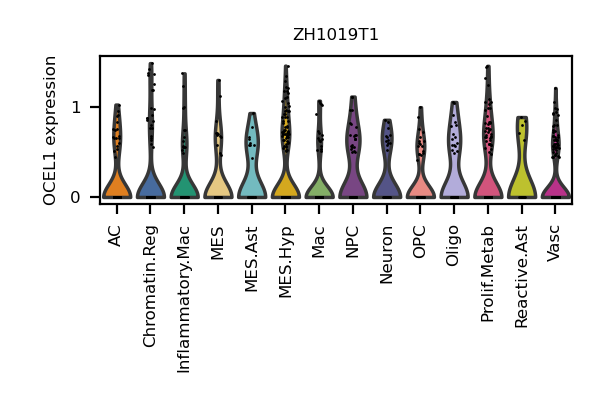 ZH1019T1
OCEL1 expression
1
0
AC
Chromatin.Reg
Inflammatory.Mac
MES
MES.Ast
MES.Hyp
Mac
NPC
Neuron
OPC
Oligo
Prolif.Metab
Reactive.Ast
Vasc